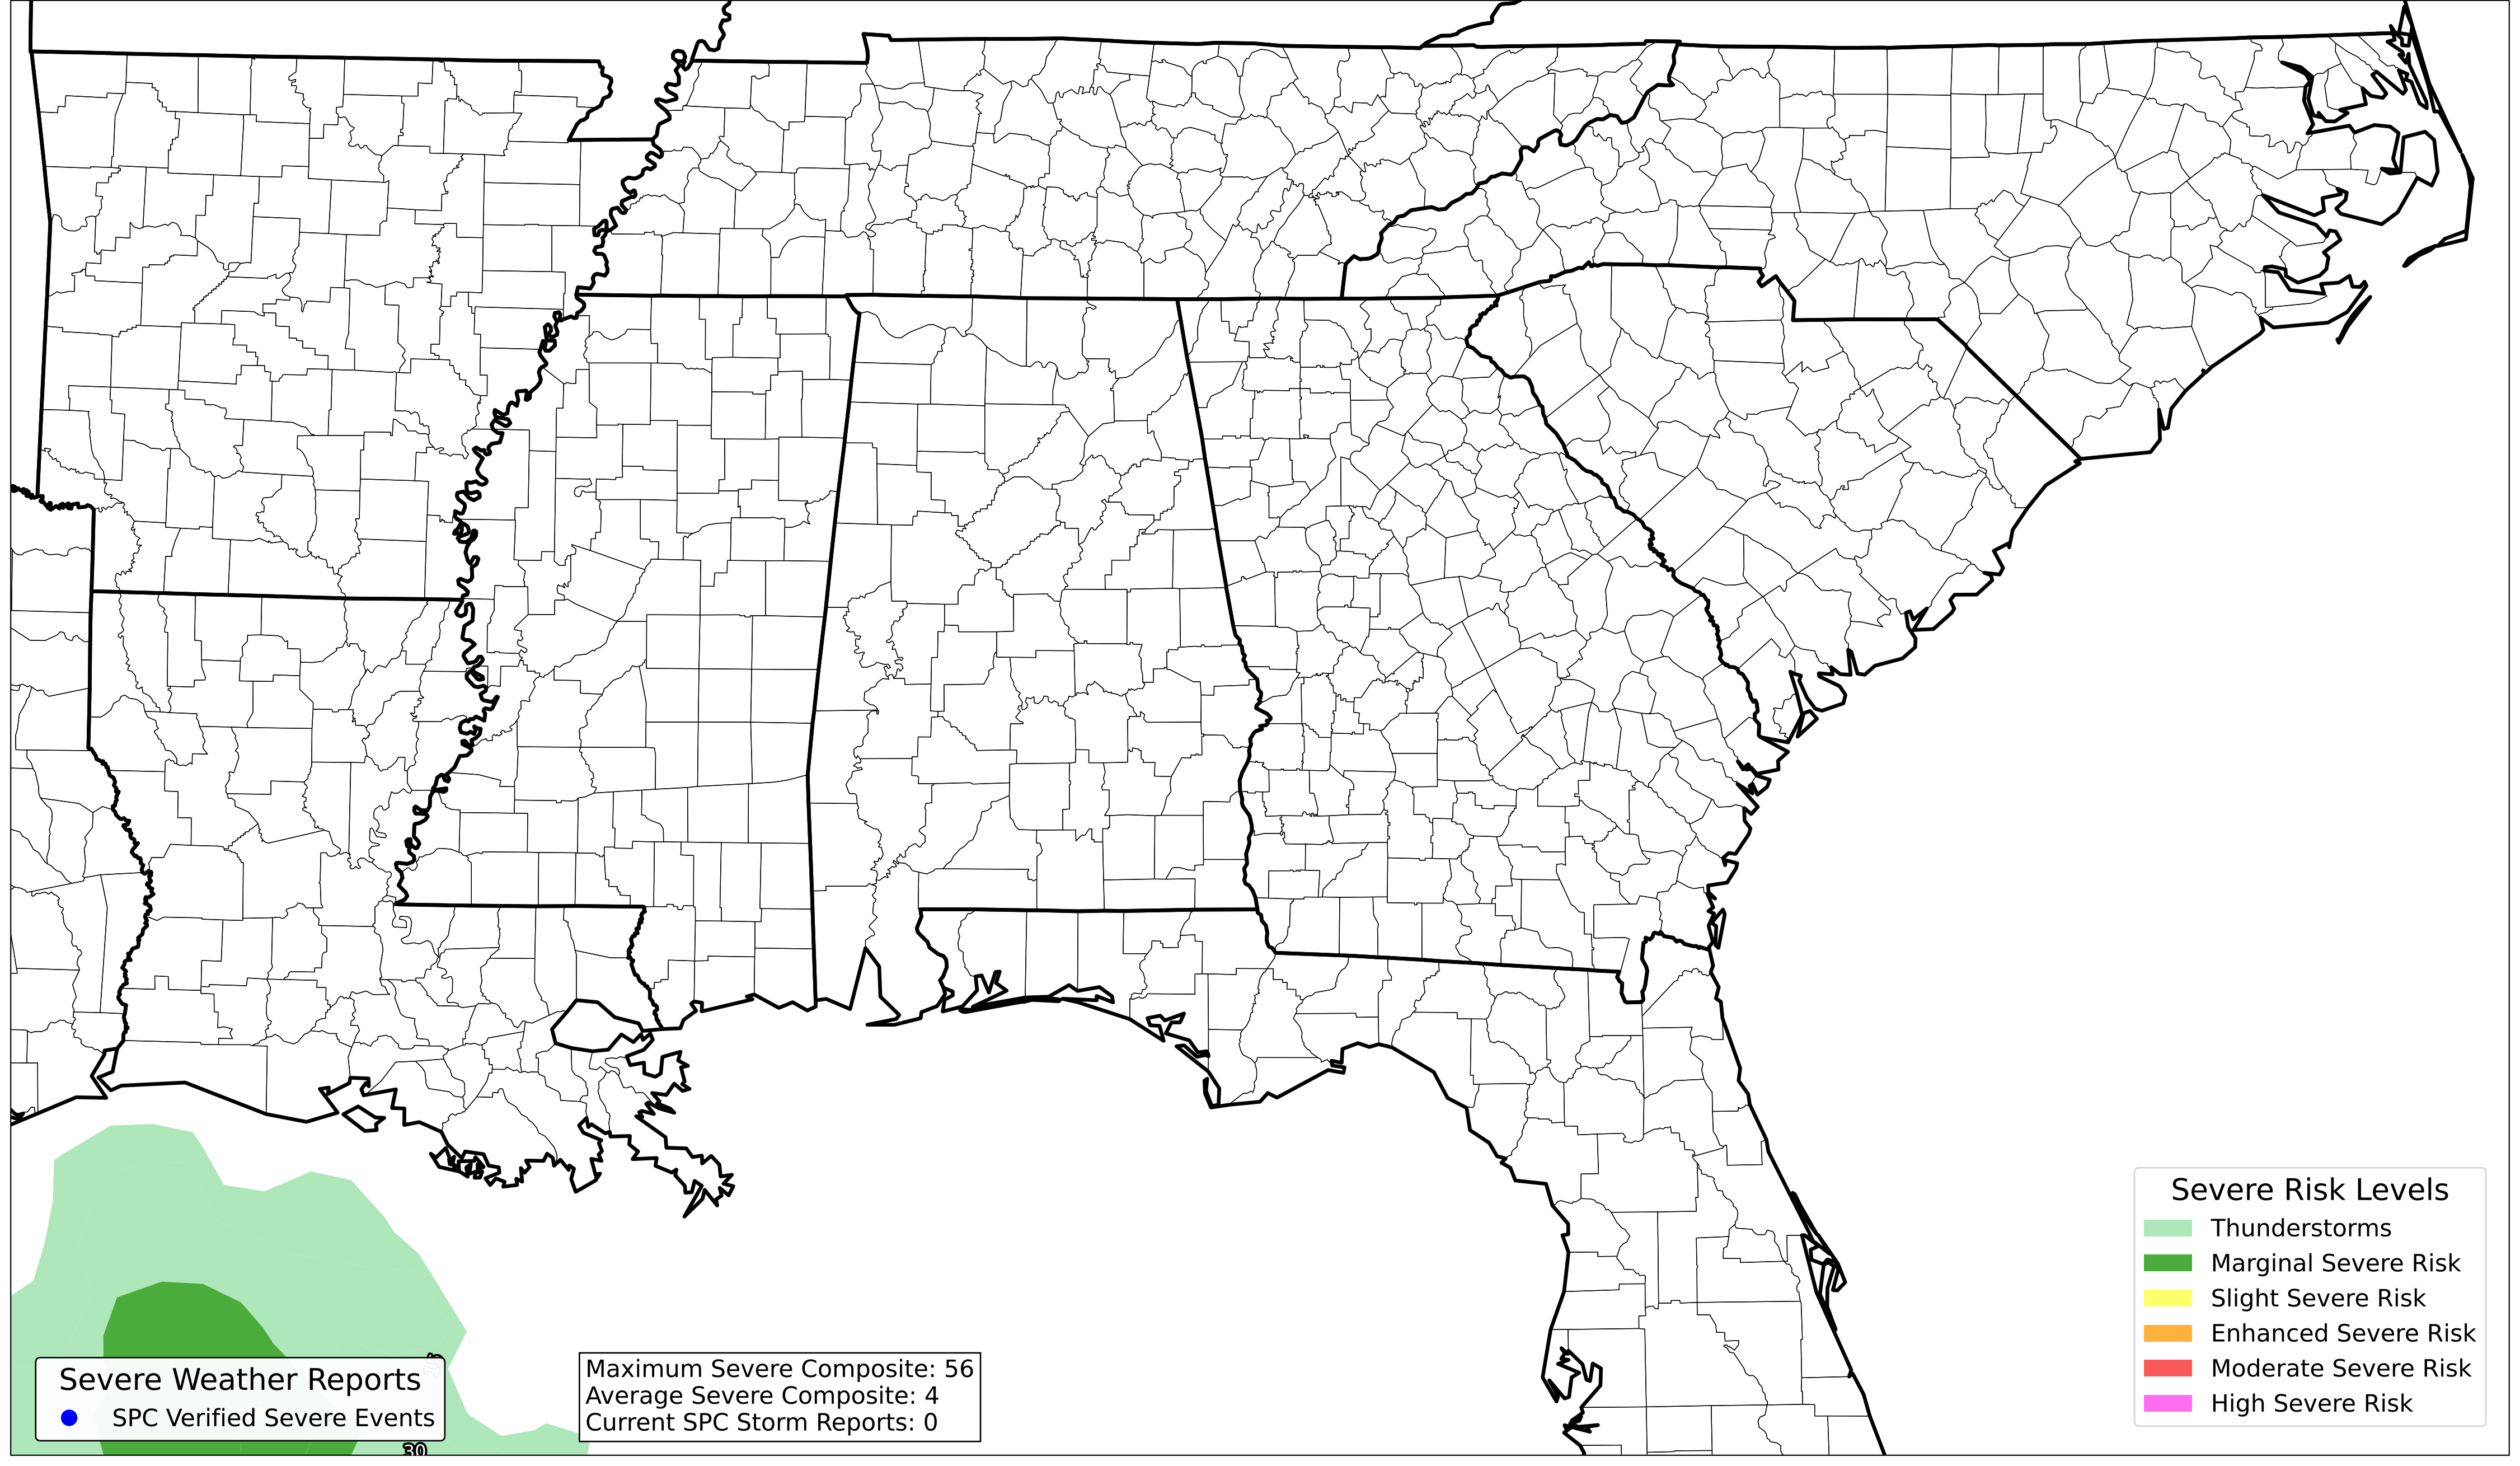 Severe Risk Levels
Thunderstorms
Marginal Severe Risk
Slight Severe Risk
Enhanced Severe Risk
Moderate Severe Risk
High Severe Risk
Severe Weather Reports
SPC Verified Severe Events
Maximum Severe Composite: 56
Average Severe Composite: 4
Current SPC Storm Reports: 0
30